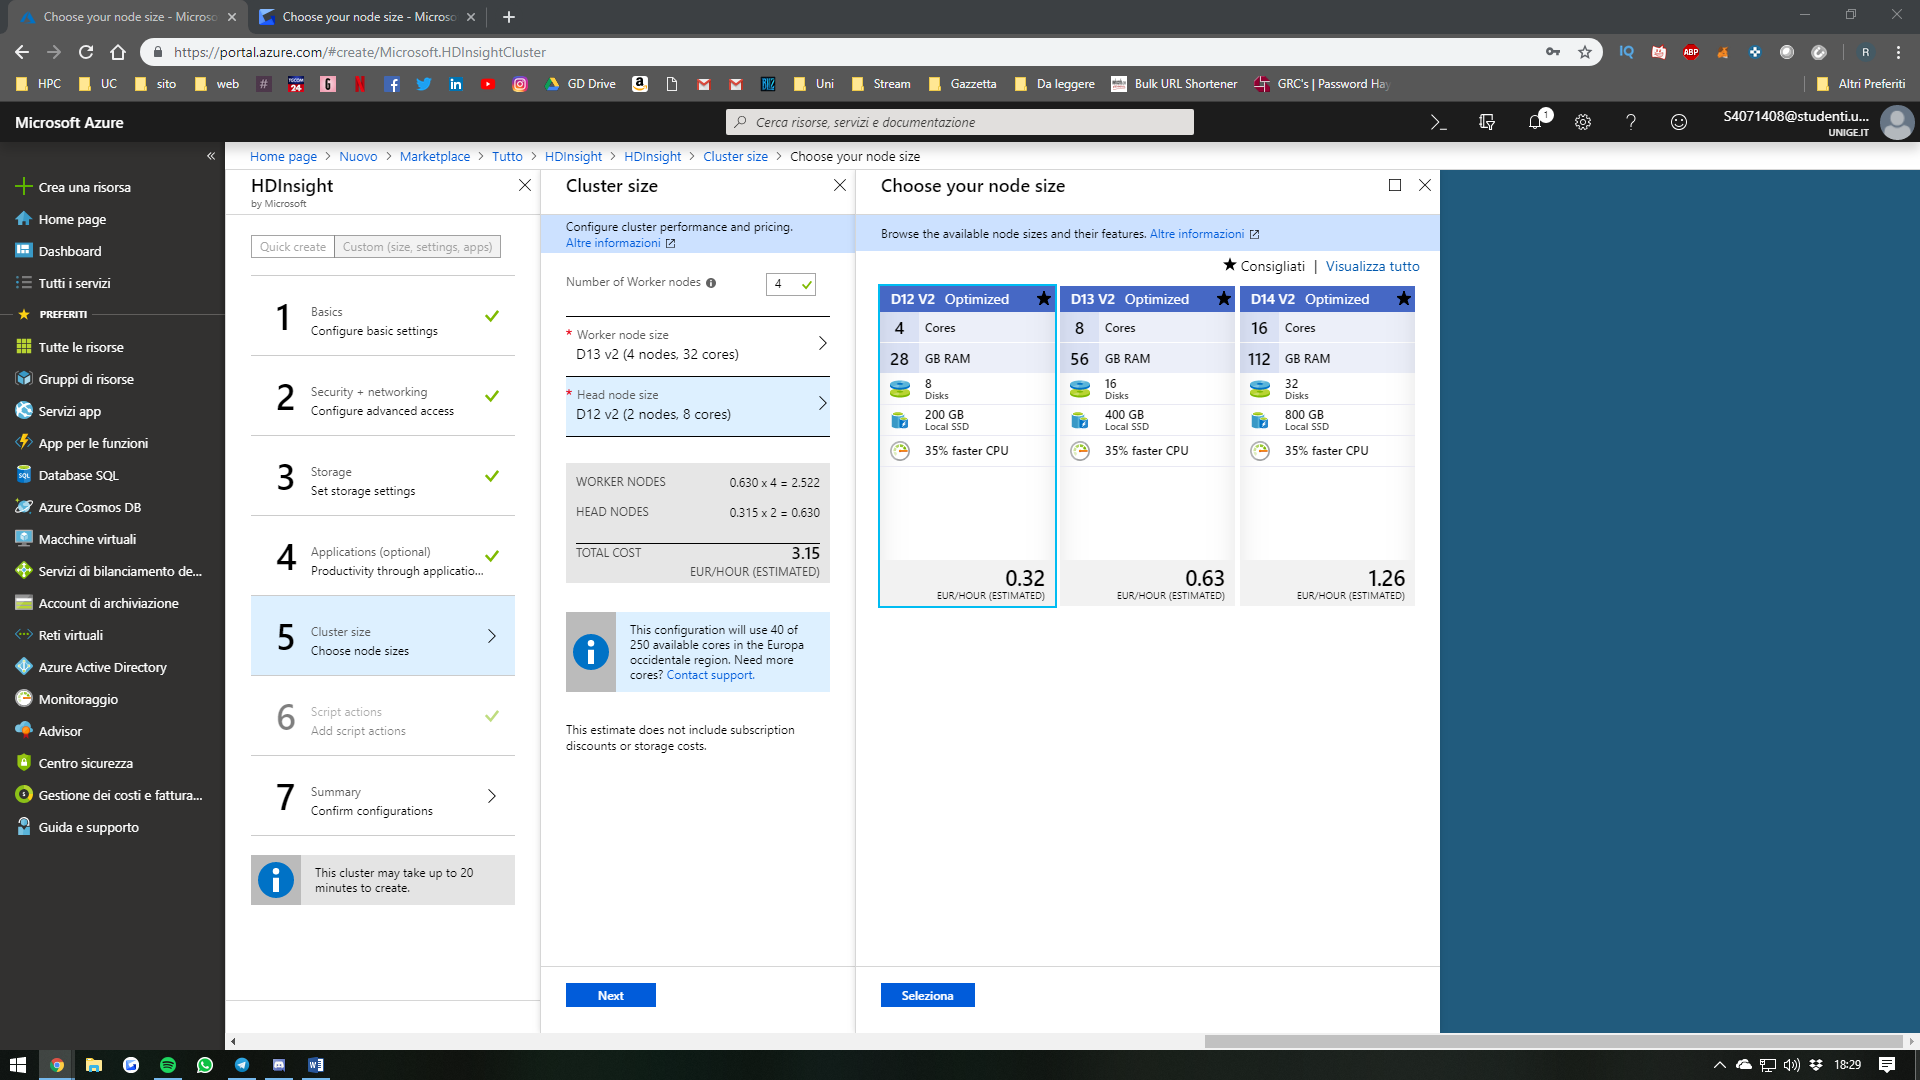 Choose your node size - Microso
Choose your node size - Microso
https://portal.azure.com/#create/Microsoft.HDInsightCluster
HPC
UC
sito
web
GD Drive
Uni
Stream
Gazzetta
Da leggere
Bulk URL Shortener
GRC's | Password Hay
Altri Preferiti
Microsoft Azure
Cerca risorse, servizi e documentazione
1
S4071408@studenti.u...
UNIGE.IT
Home page > Nuovo > Marketplace > Tutto > HDInsight > HDInsight > Cluster size > Choose your node size
Crea una risorsa
Home page
Dashboard
Tutti i servizi
PREFERITI
Tutte le risorse
Gruppi di risorse
Servizi app
App per le funzioni
Database SQL
Azure Cosmos DB
Macchine virtuali
Servizi di bilanciamento de...
Account di archiviazione
Reti virtuali
Azure Active Directory
Monitoraggio
Advisor
Centro sicurezza
Gestione dei costi e fattura...
Guida e supporto
HDInsight
by Microsoft
Quick create
Custom (size, settings, apps)
1
Basics
Configure basic settings
2
Security + networking
Configure advanced access
3
Storage
Set storage settings
4
Applications (optional)
Productivity through applicatio...
5
Cluster size
Choose node sizes
6
Script actions
Add script actions
7
Summary
Confirm configurations
This cluster may take up to 20
minutes to create.
Cluster size
Configure cluster performance and pricing.
Altre informazioni
Number of Worker nodes
4
* Worker node size
D13 v2 (4 nodes, 32 cores)
* Head node size
D12 v2 (2 nodes, 8 cores)
WORKER NODES 0.630 x 4 = 2.522
HEAD NODES 0.315 x 2 = 0.630
TOTAL COST 3.15
EUR/HOUR (ESTIMATED)
This configuration will use 40 of
250 available cores in the Europa
occidentale region. Need more
cores? Contact support.
This estimate does not include subscription
discounts or storage costs.
Next
Choose your node size
Browse the available node sizes and their features. Altre informazioni
★ Consigliati | Visualizza tutto
D12 V2 Optimized
4 Cores
28 GB RAM
8
Disks
200 GB
Local SSD
35% faster CPU
0.32
EUR/HOUR (ESTIMATED)
D13 V2 Optimized
8 Cores
56 GB RAM
16
Disks
400 GB
Local SSD
35% faster CPU
0.63
EUR/HOUR (ESTIMATED)
D14 V2 Optimized
16 Cores
112 GB RAM
32
Disks
800 GB
Local SSD
35% faster CPU
1.26
EUR/HOUR (ESTIMATED)
Seleziona
18:29